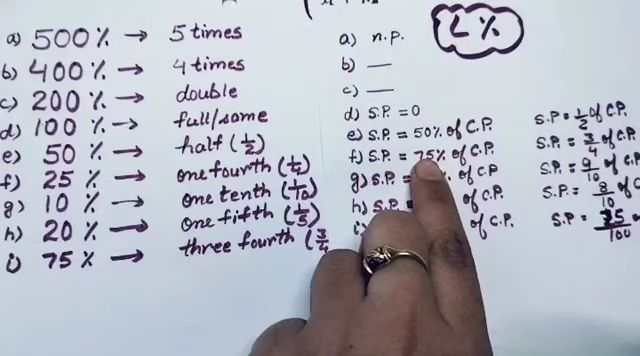 L %
a) 500% → 5 times
b) 400% → 4 times
c) 200% → double
d) 100% → full/same
e) 50% → half (1/2)
f) 25% → one fourth (1/4)
g) 10% → one tenth (1/10)
h) 20% → one fifth (1/5)
i) 75% → three fourth (3/4
a) n.p.
b) —
c) —
d) S.P. = 0
e) S.P. = 50% of C.P. S.P = 1/2 of C.P.
f) S.P. = 75% of C.P. S.P. = 3/4 of C.P.
g) S.P. = % of C.P S.P. = 9/10 of C.P.
h) S.P. = of C.P. S.P. = 8/10 of C
of C.P. S.P = 25/100